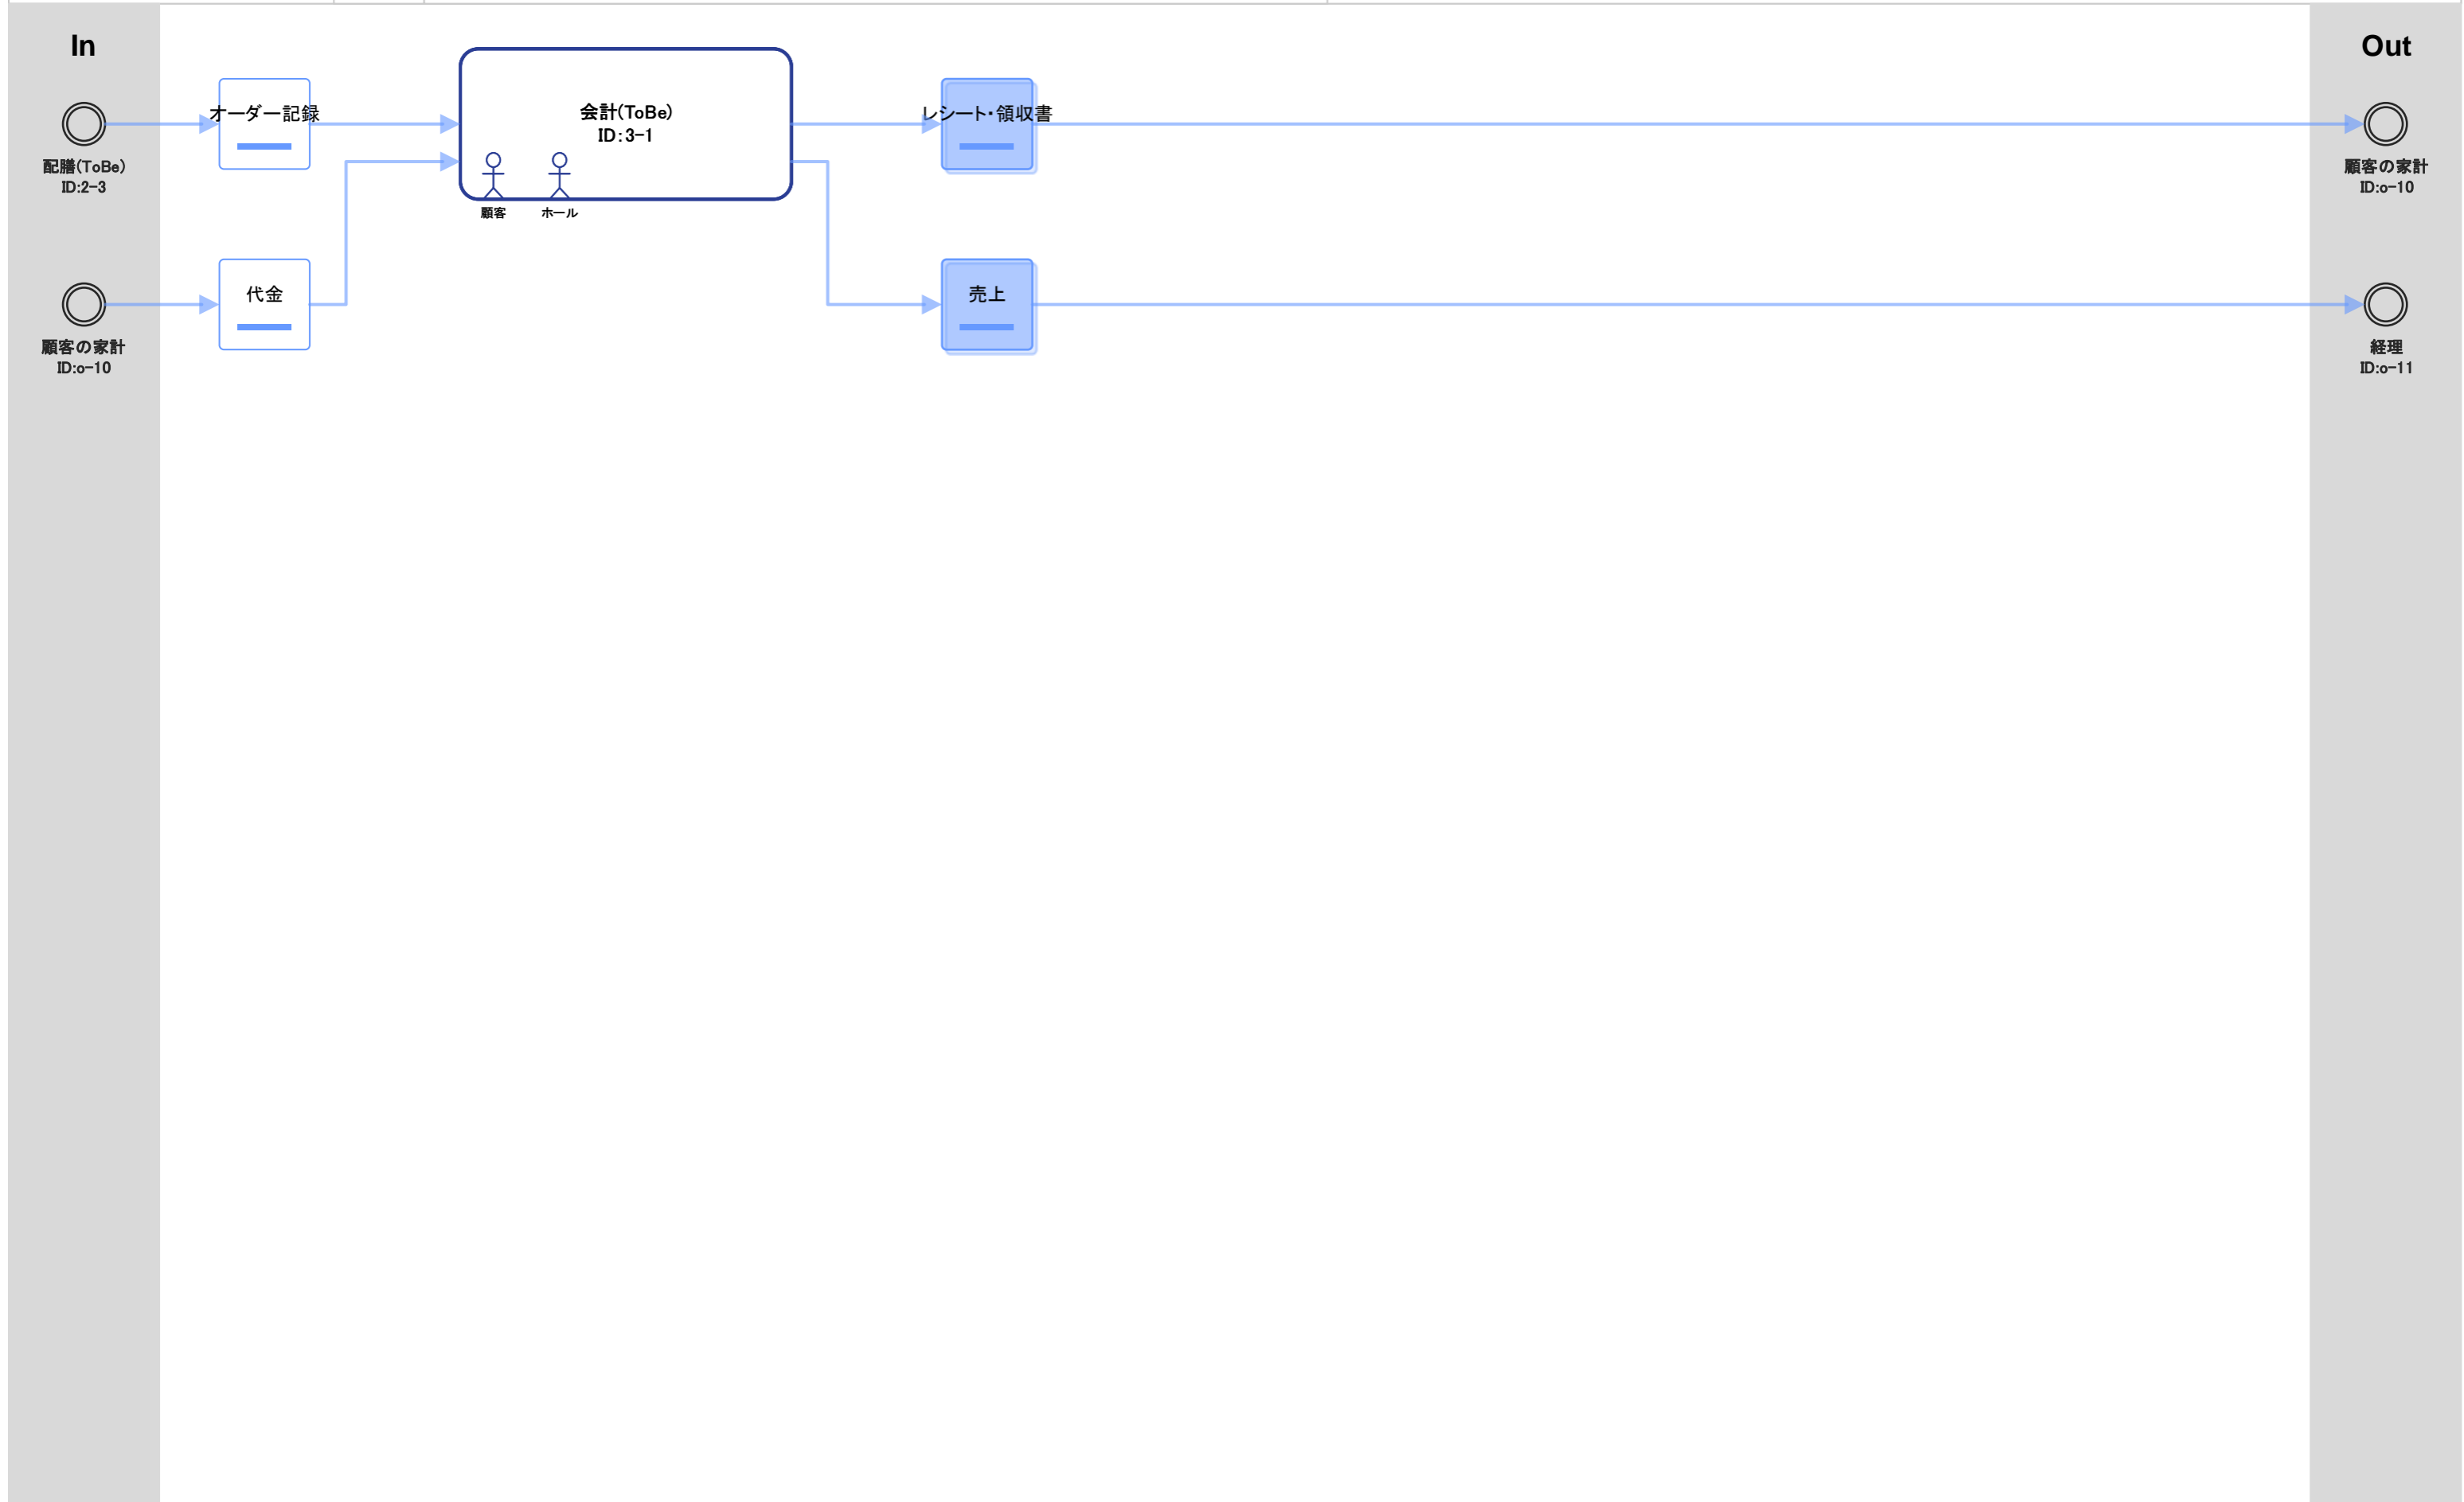 In
Out
オーダー記録
会計(ToBe)
ID:3-1
レシート・領収書
配膳(ToBe)
ID:2-3
顧客の家計
ID:o-10
顧客
ホール
代金
売上
顧客の家計
ID:o-10
経理
ID:o-11